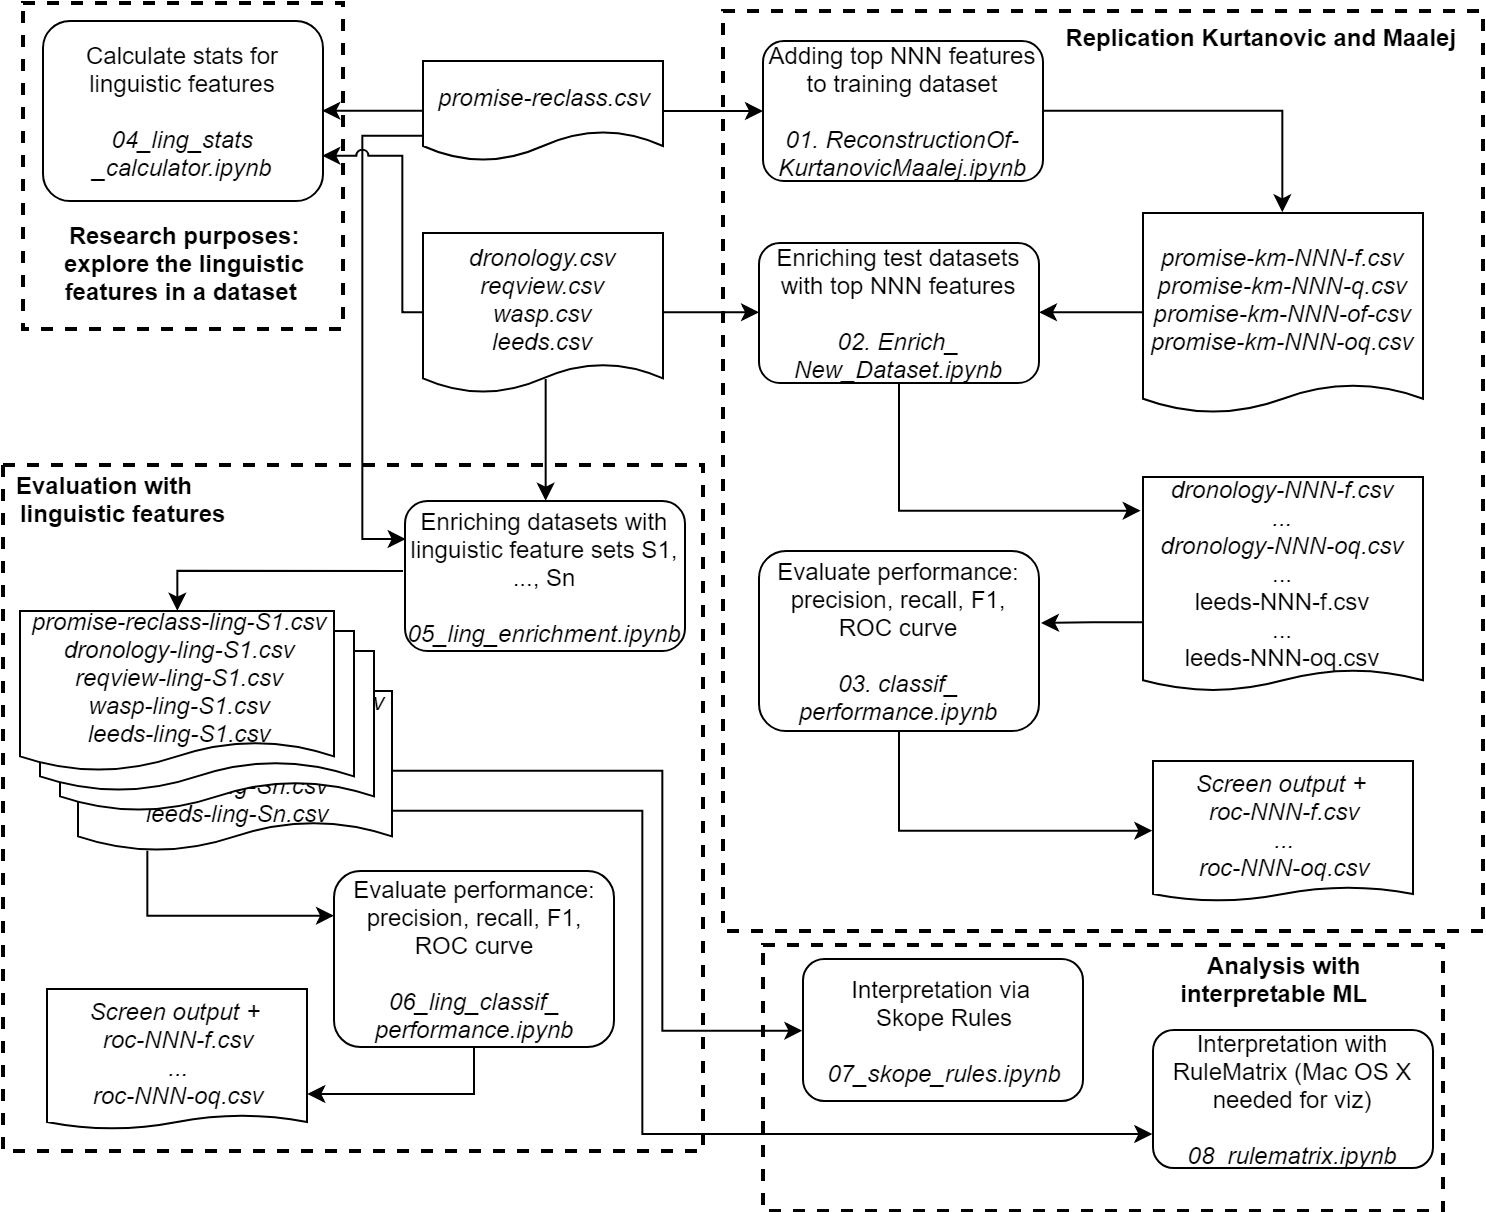 Calculate stats for
linguistic features
04_ling_stats
_calculator.ipynb
Research purposes:
explore the linguistic
features in a dataset
promise-reclass.csv
dronology.csv
reqview.csv
wasp.csv
leeds.csv
Replication Kurtanovic and Maalej
Adding top NNN features
to training dataset
01. ReconstructionOf-
KurtanovicMaalej.ipynb
promise-km-NNN-f.csv
promise-km-NNN-q.csv
promise-km-NNN-of-csv
promise-km-NNN-oq.csv
Enriching test datasets
with top NNN features
02. Enrich_
New_Dataset.ipynb
dronology-NNN-f.csv
...
dronology-NNN-oq.csv
...
leeds-NNN-f.csv
...
leeds-NNN-oq.csv
Evaluate performance:
precision, recall, F1,
ROC curve
03. classif_
performance.ipynb
Screen output +
roc-NNN-f.csv
...
roc-NNN-oq.csv
Evaluation with
linguistic features
Enriching datasets with
linguistic feature sets S1,
..., Sn
05_ling_enrichment.ipynb
promise-reclass-ling-S1.csv
dronology-ling-S1.csv
reqview-ling-S1.csv
wasp-ling-S1.csv
leeds-ling-S1.csv
leeds-ling-Sn.csv
Evaluate performance:
precision, recall, F1,
ROC curve
06_ling_classif_
performance.ipynb
Screen output +
roc-NNN-f.csv
...
roc-NNN-oq.csv
Analysis with
interpretable ML
Interpretation via
Skope Rules
07_skope_rules.ipynb
Interpretation with
RuleMatrix (Mac OS X
needed for viz)
08_rulematrix.ipynb